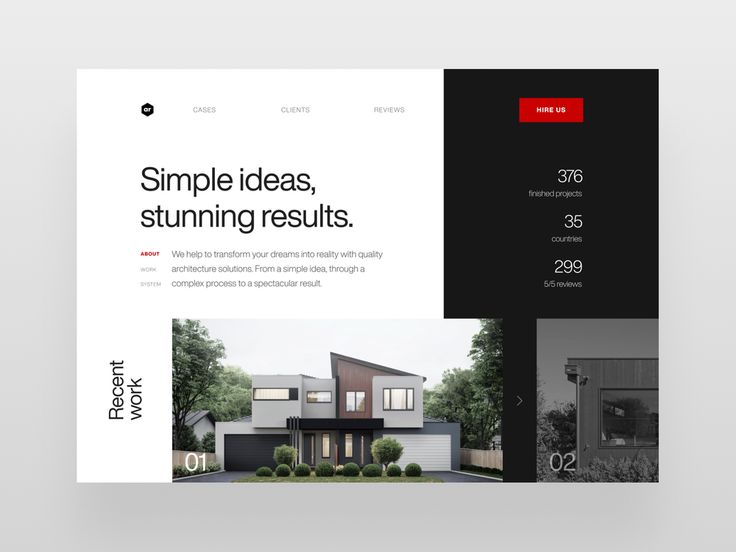 ar
CASES
CLIENTS
REVIEWS
HIRE US
Simple ideas,
stunning results.
ABOUT
WORK
SYSTEM
We help to transform your dreams into reality with quality
architecture solutions. From a simple idea, through a
complex process to a spectacular result.
376
finished projects
35
countries
299
5/5 reviews
Recent
work
01
02